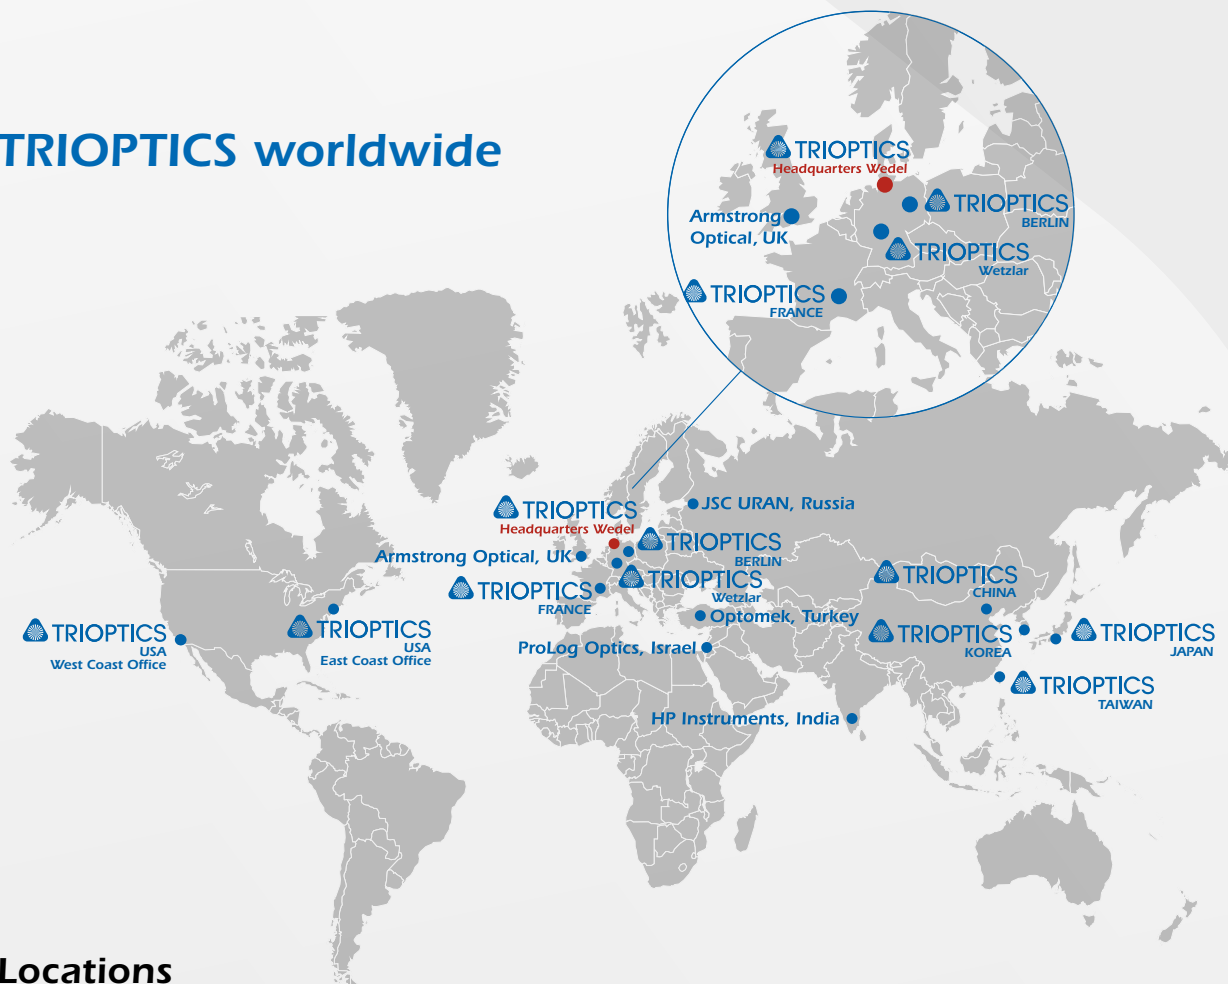 TRIOPTICS worldwide
TRIOPTICS
Headquarters Wedel
TRIOPTICS
BERLIN
Armstrong
Optical, UK
TRIOPTICS
Wetzlar
TRIOPTICS
FRANCE
JSC URAN, Russia
TRIOPTICS
Headquarters Wedel
TRIOPTICS
BERLIN
Armstrong Optical, UK
TRIOPTICS
Wetzlar
TRIOPTICS
FRANCE
TRIOPTICS
CHINA
Optomek, Turkey
TRIOPTICS
USA
West Coast Office
TRIOPTICS
USA
East Coast Office
TRIOPTICS
KOREA
TRIOPTICS
JAPAN
ProLog Optics, Israel
TRIOPTICS
TAIWAN
HP Instruments, India
Locations